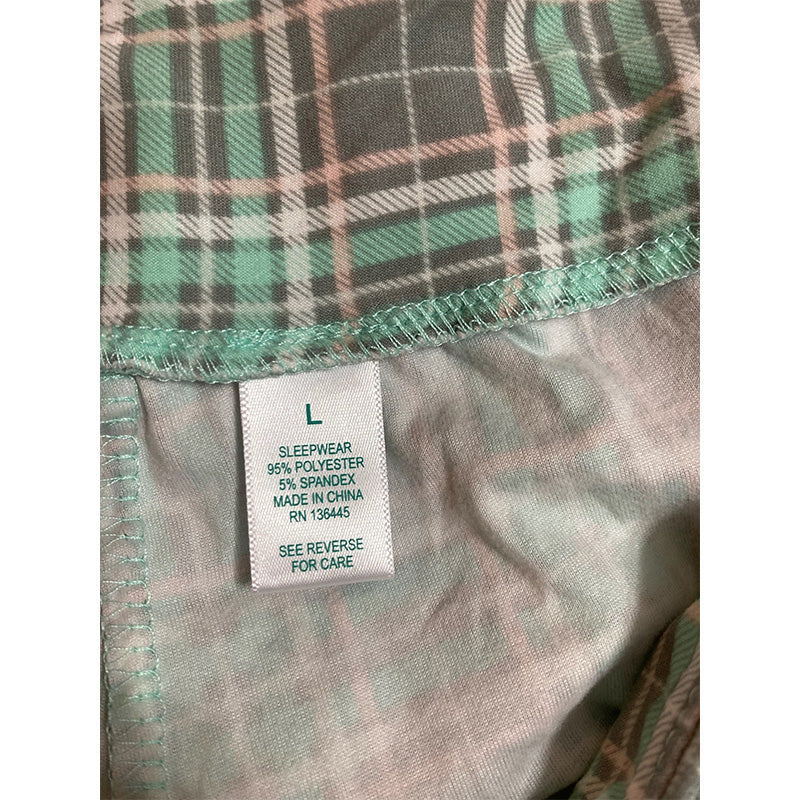 L
SLEEPWEAR
95% POLYESTER
5% SPANDEX
MADE IN CHINA
RN 136445
SEE REVERSE
FOR CARE